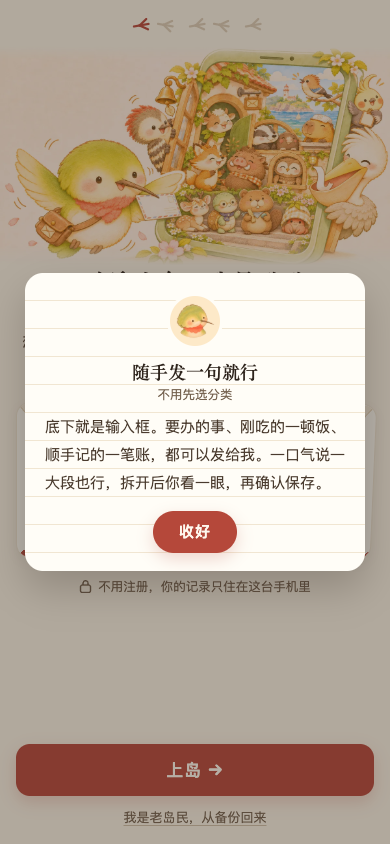 随手发一句就行
不用先选分类
底下就是输入框。要办的事、刚吃的一顿饭、
顺手记的一笔账，都可以发给我。一口气说一
大段也行，拆开后你看一眼，再确认保存。
收好
不用注册，你的记录只住在这台手机里
上岛 →
我是老岛民，从备份回来